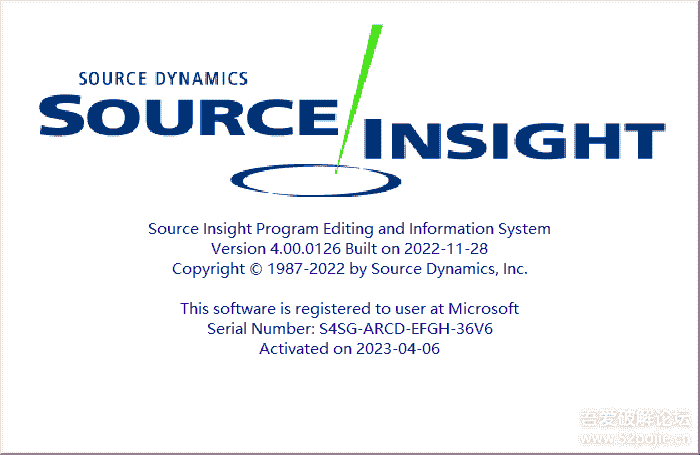 SOURCE DYNAMICS
SOURCE INSIGHT
Source Insight Program Editing and Information System
Version 4.00.0126 Built on 2022-11-28
Copyright © 1987-2022 by Source Dynamics, Inc.
This software is registered to user at Microsoft
Serial Number: S4SG-ARCD-EFGH-36V6
Activated on 2023-04-06
吾爱破解论坛
www.52pojie.cn